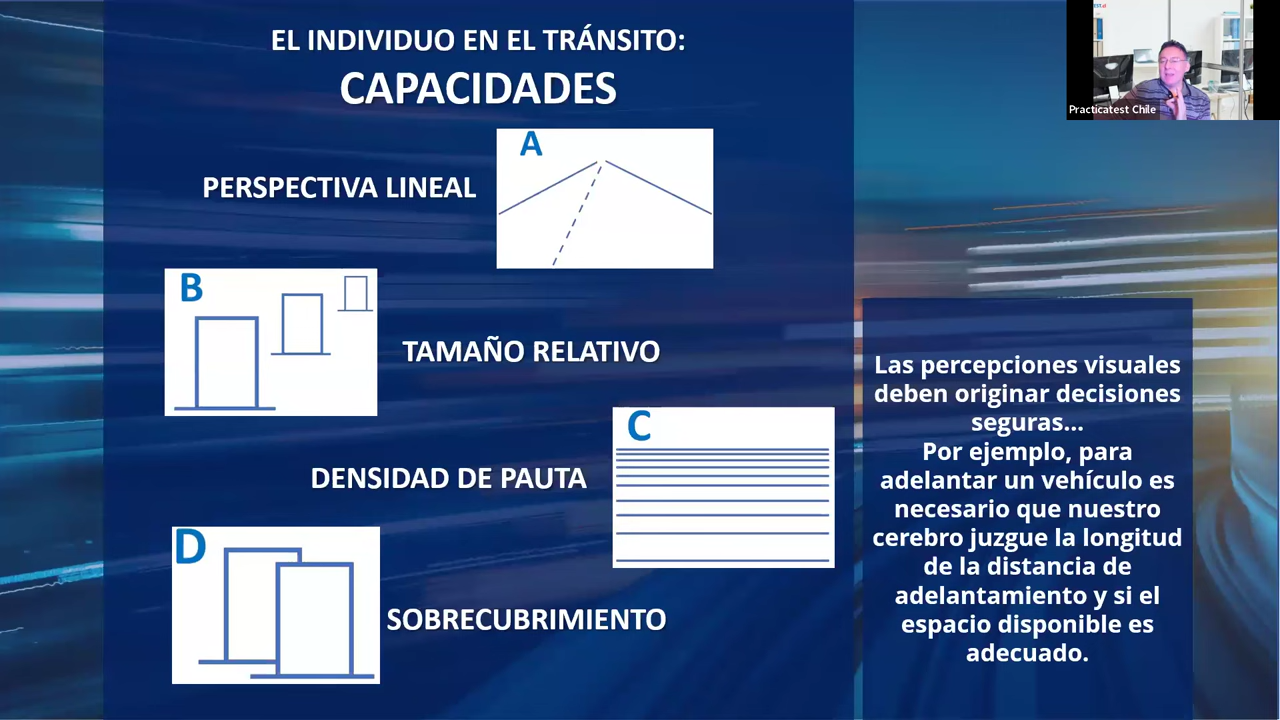 EL INDIVIDUO EN EL TRÁNSITO:
CAPACIDADES
A
PERSPECTIVA LINEAL
B
TAMAÑO RELATIVO
C
DENSIDAD DE PAUTA
D
SOBRECUBRIMIENTO
Las percepciones visuales
deben originar decisiones
seguras...
Por ejemplo, para
adelantar un vehículo es
necesario que nuestro
cerebro juzgue la longitud
de la distancia de
adelantamiento y si el
espacio disponible es
adecuado.
Practicatest Chile